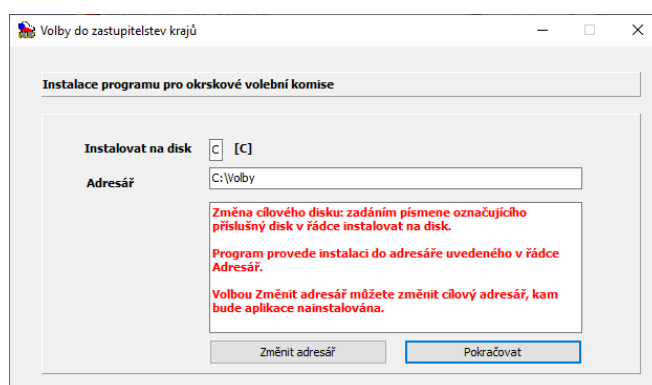 Volby do zastupitelstev krajů
Instalace programu pro okrskové volební komise
Instalovat na disk C [C]
Adresář C:\Volby
Změna cílového disku: zadáním písmene označujícího
příslušný disk v řádce instalovat na disk.
Program provede instalaci do adresáře uvedeného v řádce
Adresář.
Volbou Změnit adresář můžete změnit cílový adresář, kam
bude aplikace nainstalována.
Změnit adresář Pokračovat